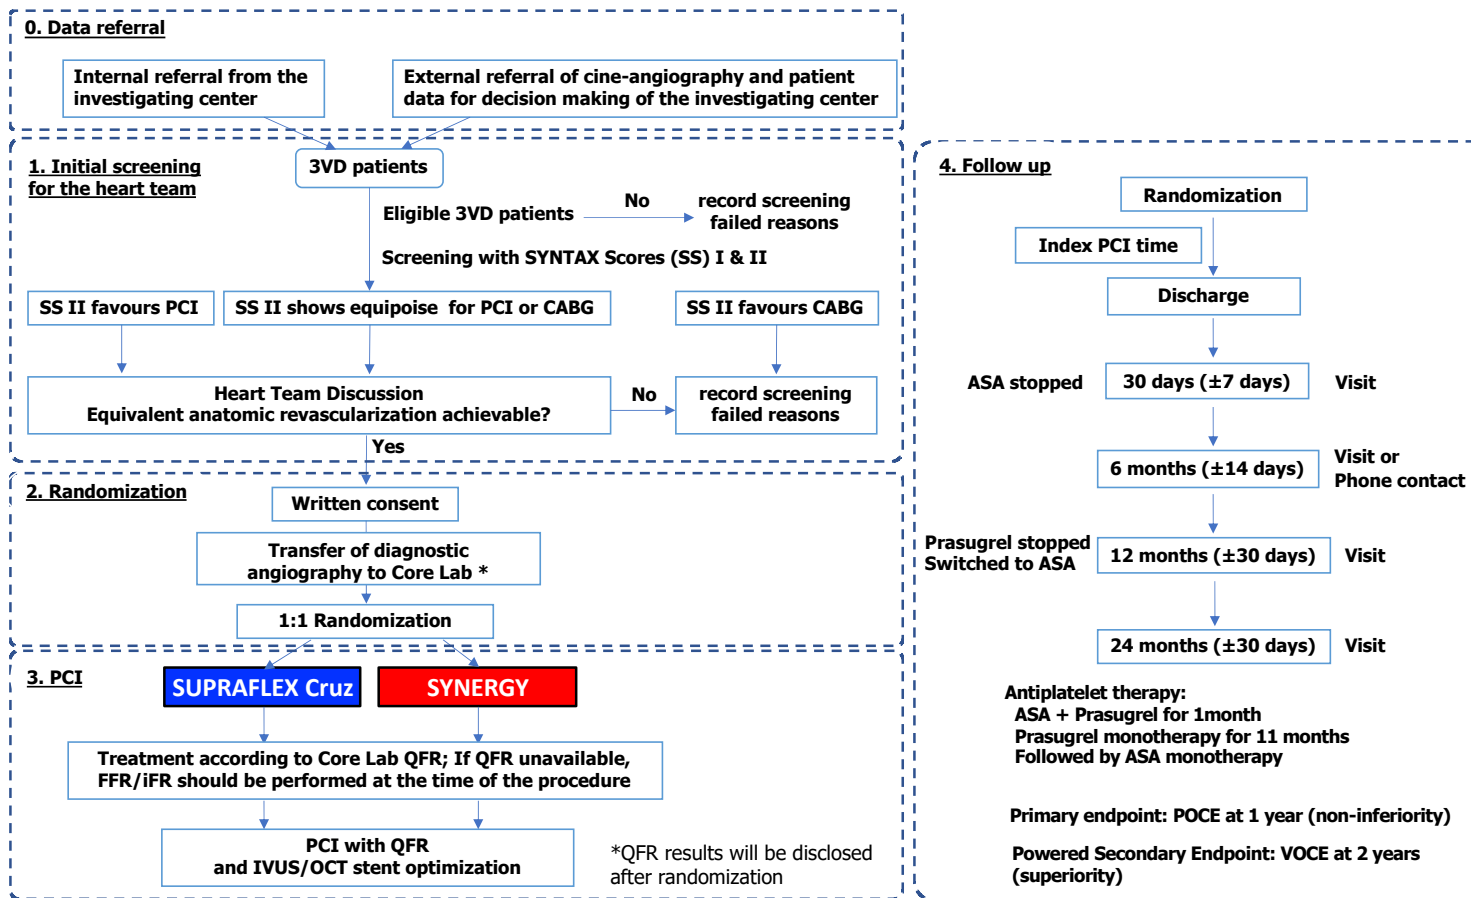 0. Data referral
Internal referral from the
investigating center
External referral of cine-angiography and patient
data for decision making of the investigating center
1. Initial screening
for the heart team
3VD patients
Eligible 3VD patients
No
record screening
failed reasons
Screening with SYNTAX Scores (SS) I & II
SS II favours PCI
SS II shows equipoise for PCI or CABG
SS II favours CABG
Heart Team Discussion
Equivalent anatomic revascularization achievable?
No
record screening
failed reasons
Yes
2. Randomization
Written consent
Transfer of diagnostic
angiography to Core Lab *
1:1 Randomization
3. PCI
SUPRAFLEX Cruz
SYNERGY
Treatment according to Core Lab QFR; If QFR unavailable,
FFR/iFR should be performed at the time of the procedure
PCI with QFR
and IVUS/OCT stent optimization
*QFR results will be disclosed
after randomization
4. Follow up
Randomization
Index PCI time
Discharge
ASA stopped
30 days (±7 days)
Visit
6 months (±14 days)
Visit or
Phone contact
Prasugrel stopped
Switched to ASA
12 months (±30 days)
Visit
24 months (±30 days)
Visit
Antiplatelet therapy:
ASA + Prasugrel for 1month
Prasugrel monotherapy for 11 months
Followed by ASA monotherapy
Primary endpoint: POCE at 1 year (non-inferiority)
Powered Secondary Endpoint: VOCE at 2 years
(superiority)